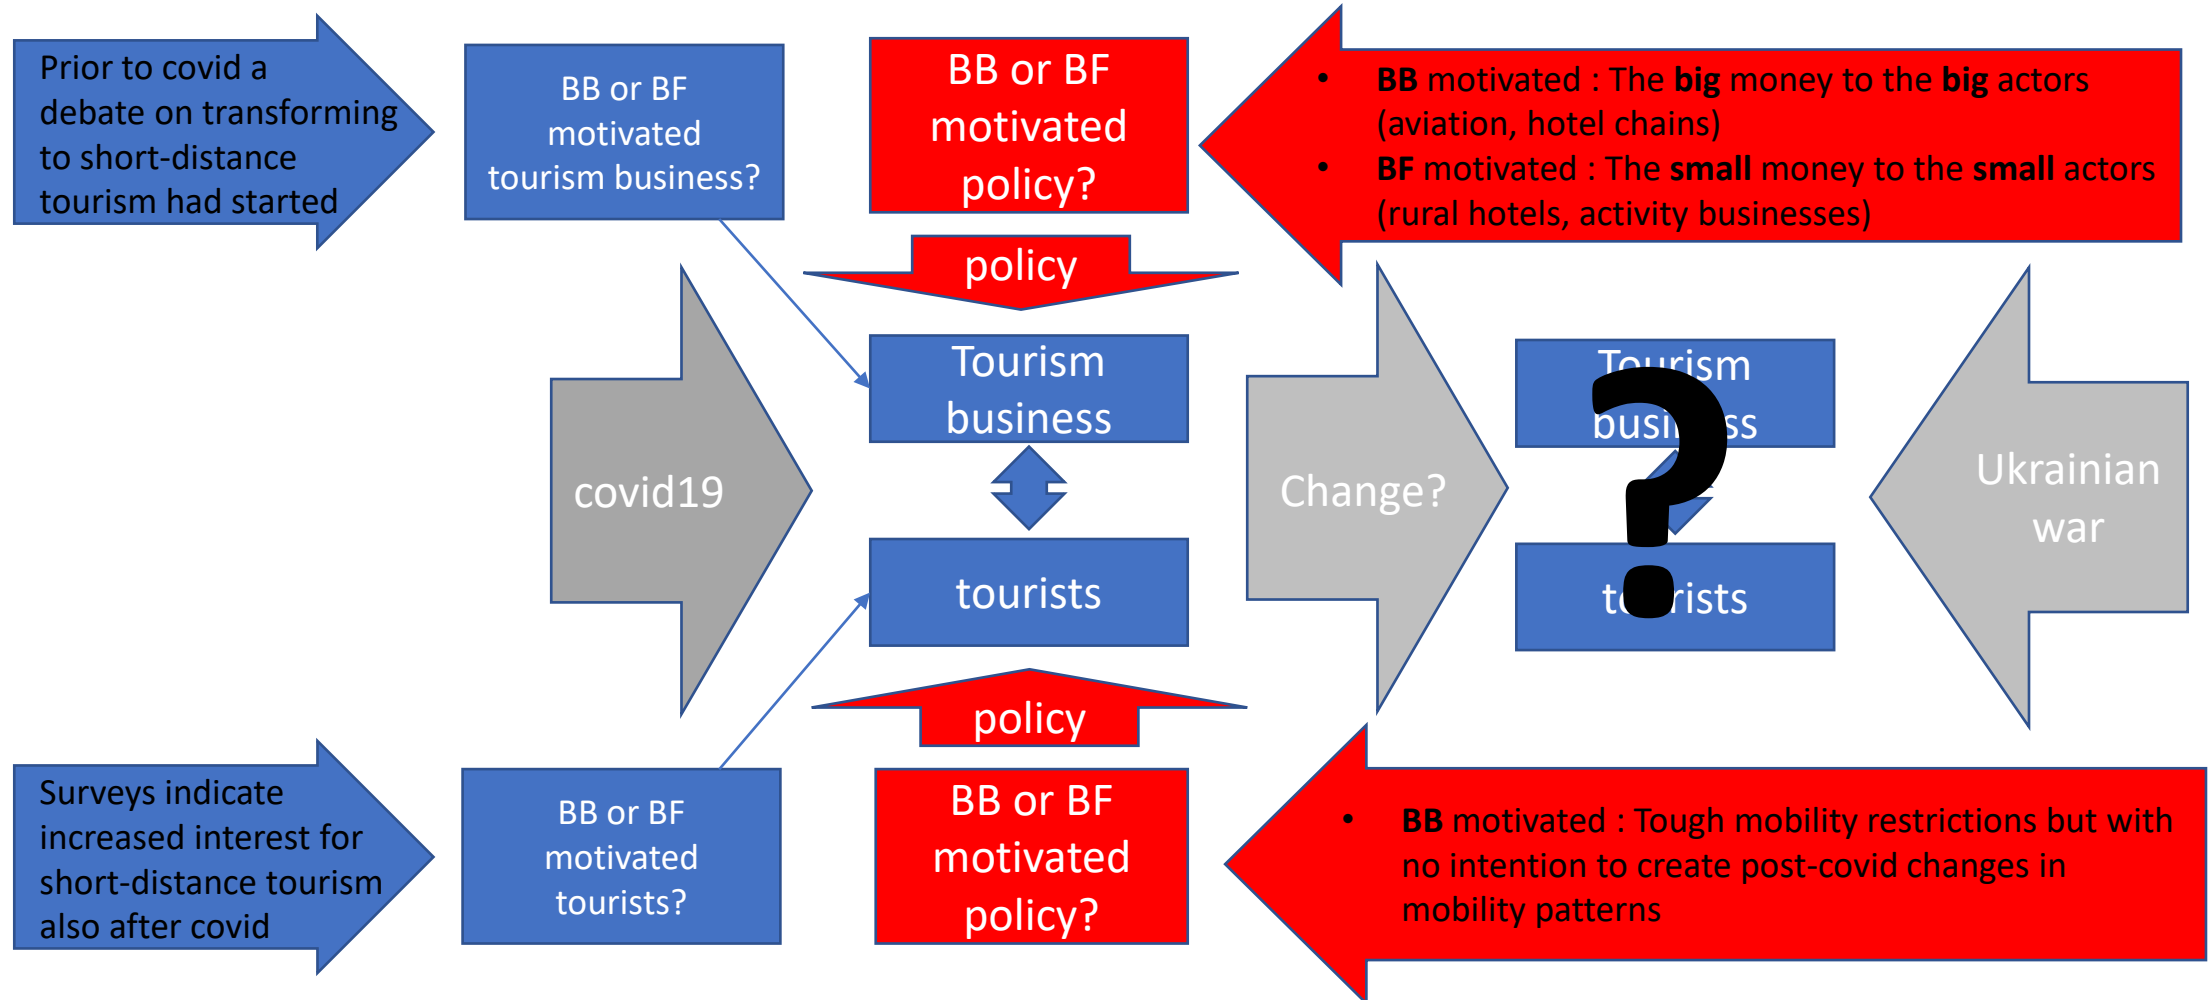 Prior to covid a
debate on transforming
to short-distance
tourism had started
BB or BF
motivated
tourism business?
BB or BF
motivated
policy?
• BB motivated : The big money to the big actors
(aviation, hotel chains)
• BF motivated : The small money to the small actors
(rural hotels, activity businesses)
policy
covid19
Tourism
business
tourists
Change?
Tourism
business
?
tourists
Ukrainian
war
policy
Surveys indicate
increased interest for
short-distance tourism
also after covid
BB or BF
motivated
tourists?
BB or BF
motivated
policy?
• BB motivated : Tough mobility restrictions but with
no intention to create post-covid changes in
mobility patterns